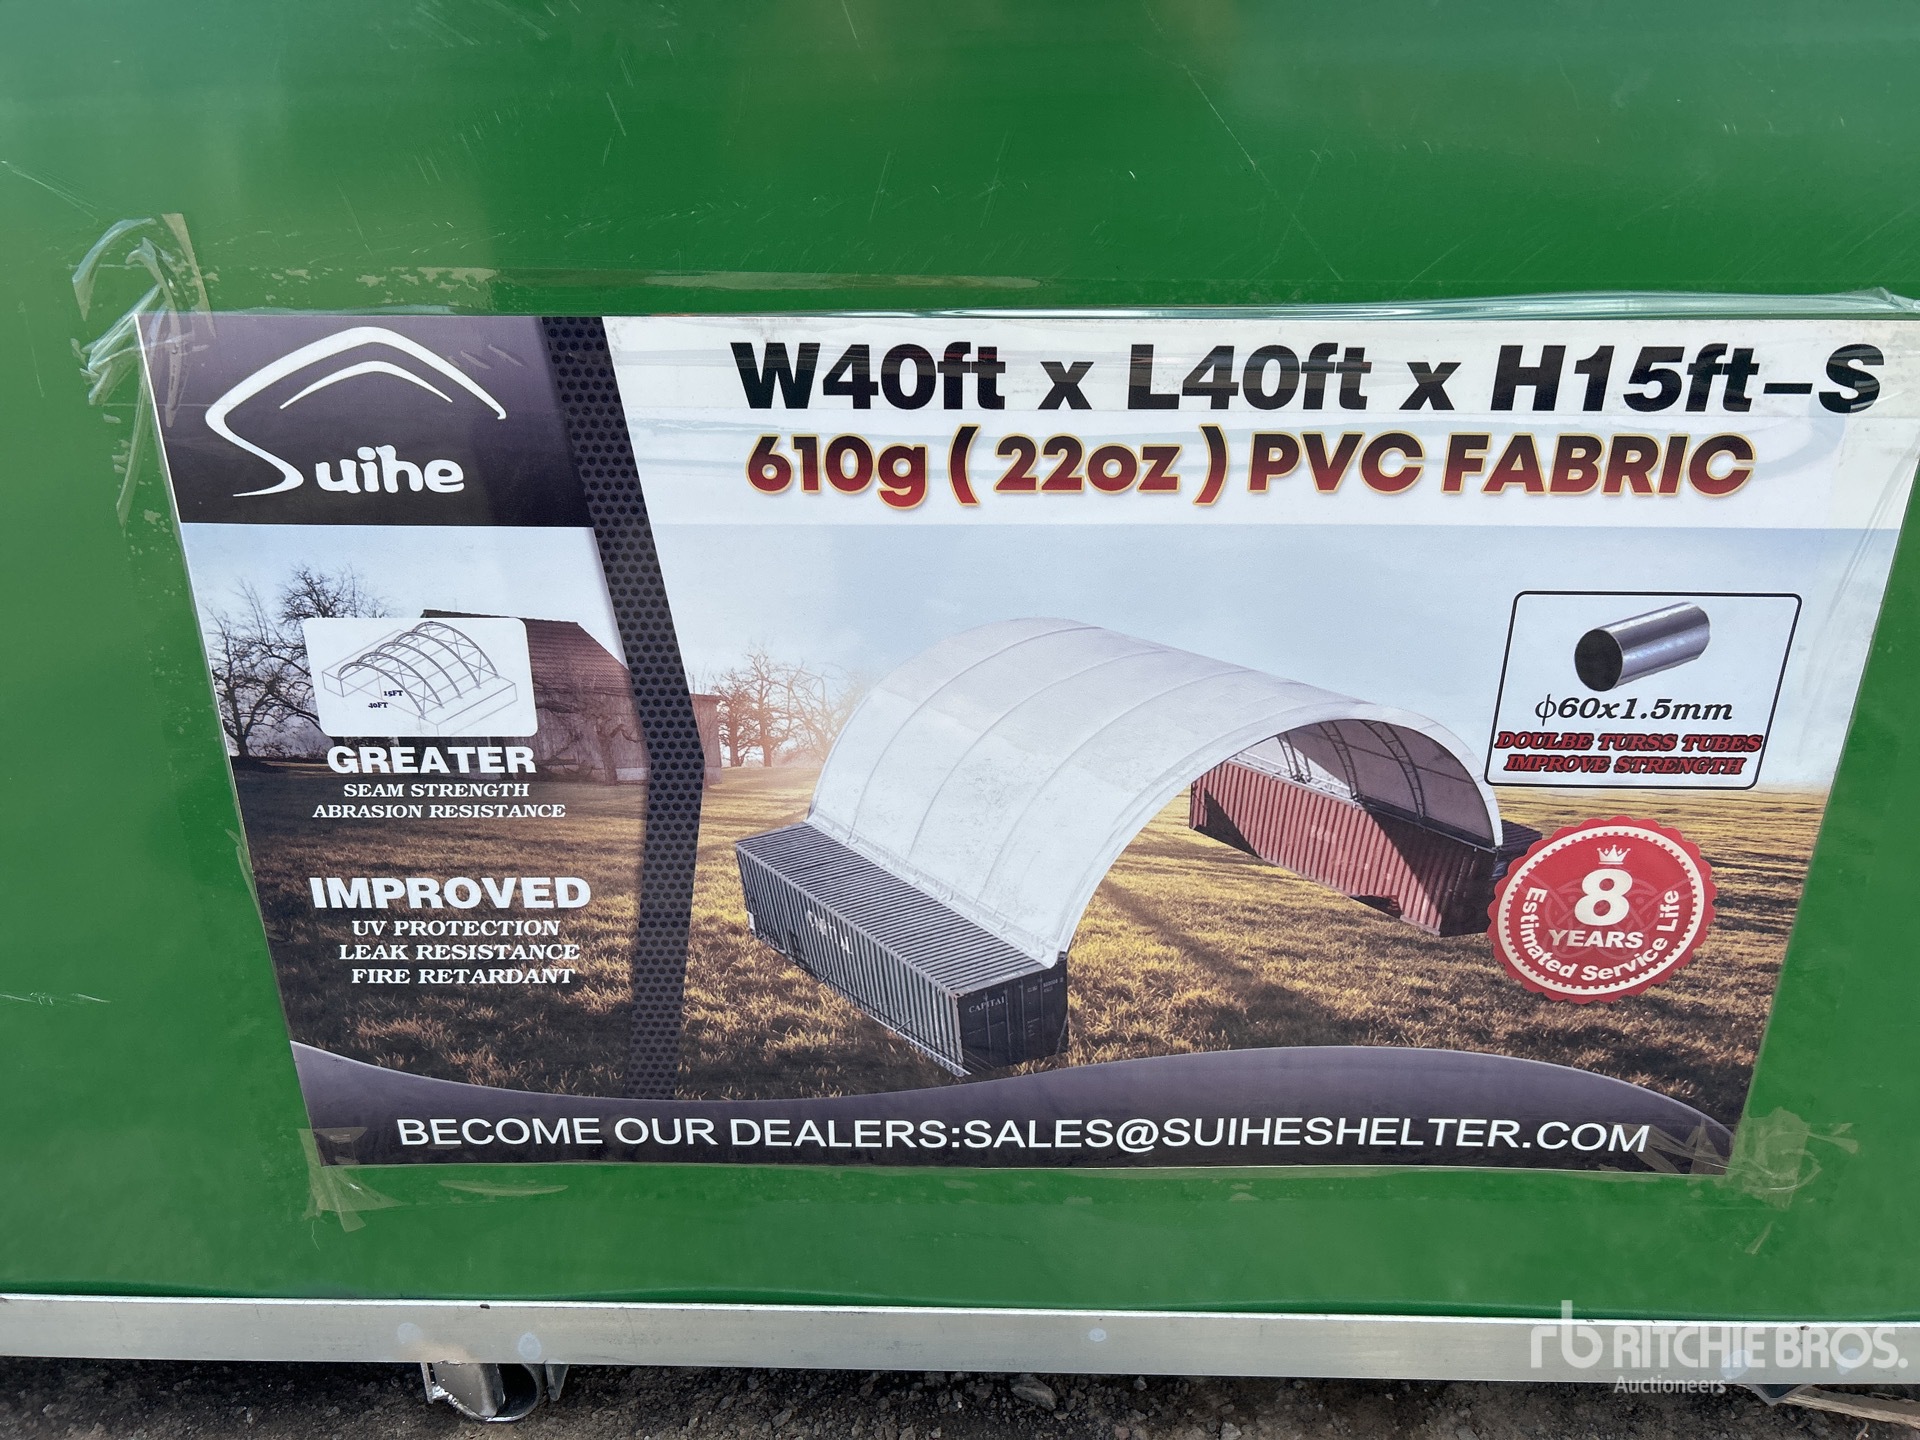 Suihe
W40ft x L40ft x H15ft-S
610g ( 22oz ) PVC FABRIC
15FT
40FT
GREATER
SEAM STRENGTH
ABRASION RESISTANCE
IMPROVED
UV PROTECTION
LEAK RESISTANCE
FIRE RETARDANT
ϕ60x1.5mm
DOULBE TURSS TUBES
IMPROVE STRENGTH
8
YEARS
Estimated Service Life
CAPITAL
BECOME OUR DEALERS:SALES@SUIHESHELTER.COM
rb RITCHIE BROS.
Auctioneers